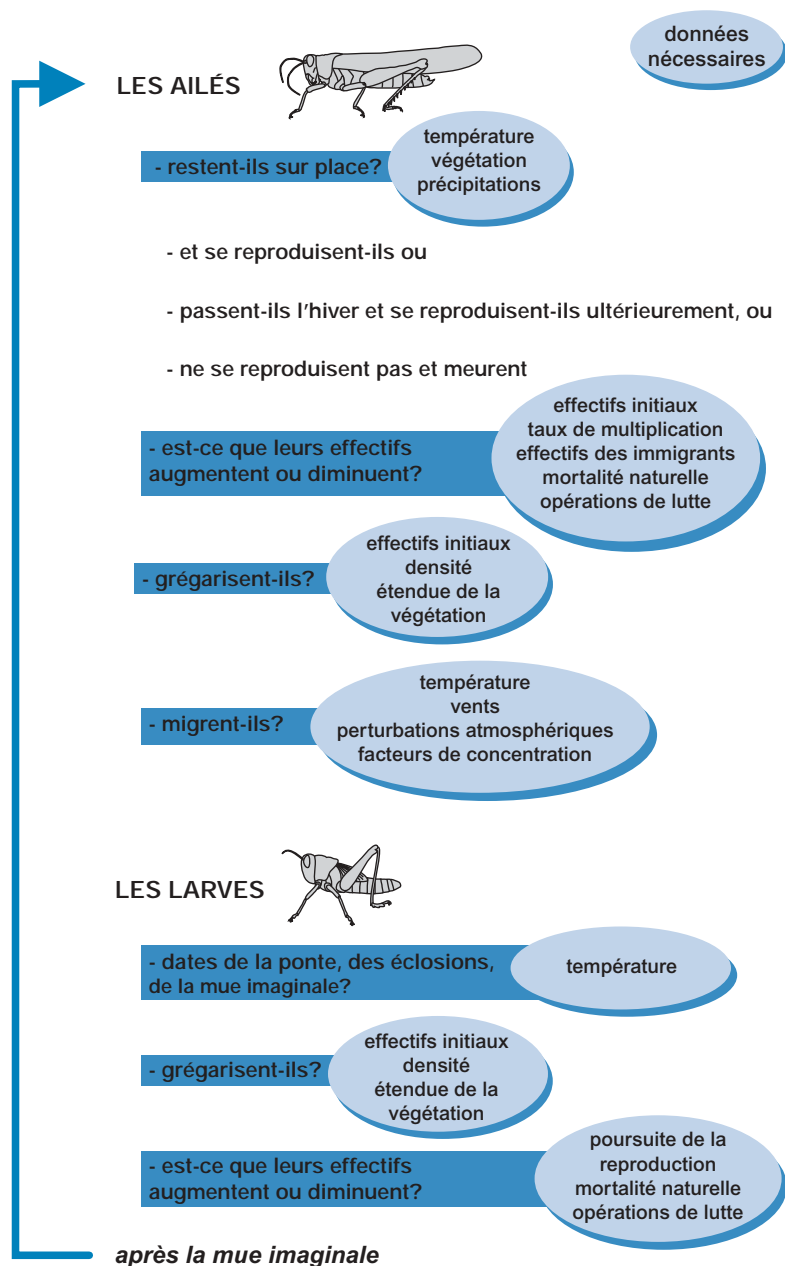 données
nécessaires
LES AILÉS
- restent-ils sur place?
température
végétation
précipitations
- et se reproduisent-ils ou
- passent-ils l'hiver et se reproduisent-ils ultérieurement, ou
- ne se reproduisent pas et meurent
- est-ce que leurs effectifs
augmentent ou diminuent?
effectifs initiaux
taux de multiplication
effectifs des immigrants
mortalité naturelle
opérations de lutte
- grégarisent-ils?
effectifs initiaux
densité
étendue de la
végétation
- migrent-ils?
température
vents
perturbations atmosphériques
facteurs de concentration
LES LARVES
- dates de la ponte, des éclosions,
de la mue imaginale?
température
- grégarisent-ils?
effectifs initiaux
densité
étendue de la
végétation
- est-ce que leurs effectifs
augmentent ou diminuent?
poursuite de la
reproduction
mortalité naturelle
opérations de lutte
après la mue imaginale